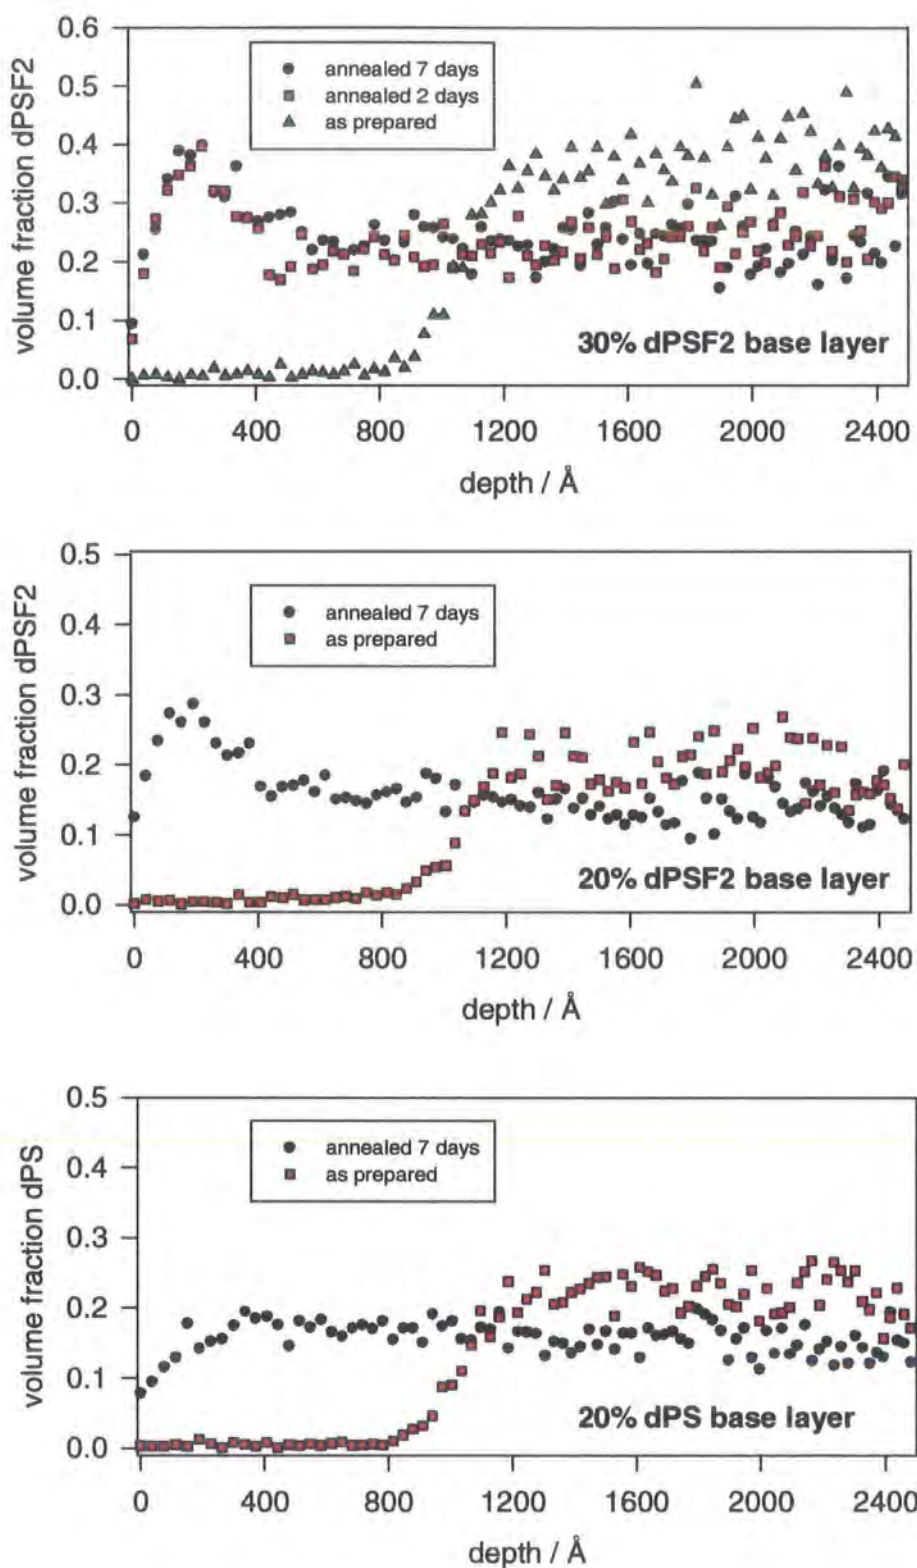 0.6
annealed 7 days
annealed 2 days
as prepared
0.5
0.4
0.3
0.2
0.1
0.0
volume fraction dPSF2
30% dPSF2 base layer
0 400 800 1200 1600 2000 2400
depth / Å
0.5
annealed 7 days
as prepared
0.4
0.3
0.2
0.1
0.0
volume fraction dPSF2
20% dPSF2 base layer
0 400 800 1200 1600 2000 2400
depth / Å
0.5
annealed 7 days
as prepared
0.4
0.3
0.2
0.1
0.0
volume fraction dPS
20% dPS base layer
0 400 800 1200 1600 2000 2400
depth / Å